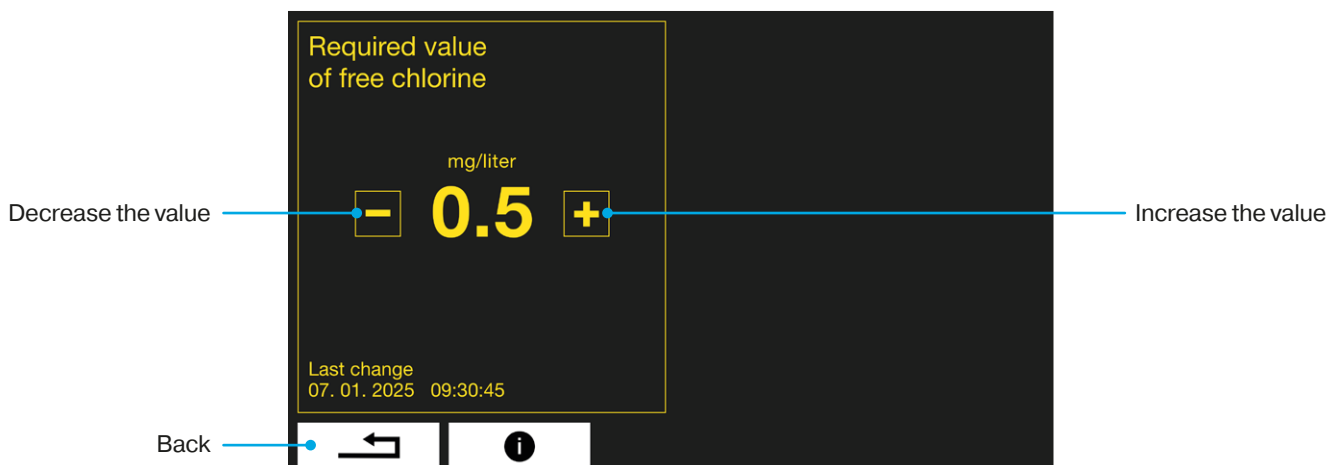 Required value
of free chlorine
mg/liter
Decrease the value
− 0.5 +
Increase the value
Last change
07. 01. 2025 09:30:45
Back
i